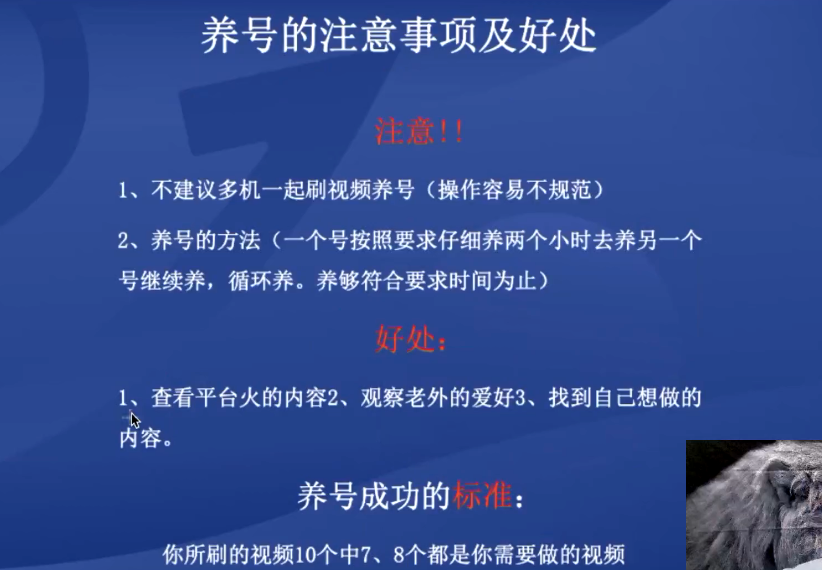 养号的注意事项及好处
注意!!
1、不建议多机一起刷视频养号（操作容易不规范）
2、养号的方法（一个号按照要求仔细养两个小时去养另一个
号继续养，循环养。养够符合要求时间为止）
好处：
1、查看平台火的内容2、观察老外的爱好3、找到自己想做的
内容。
养号成功的标准：
你所刷的视频10个中7、8个都是你需要做的视频